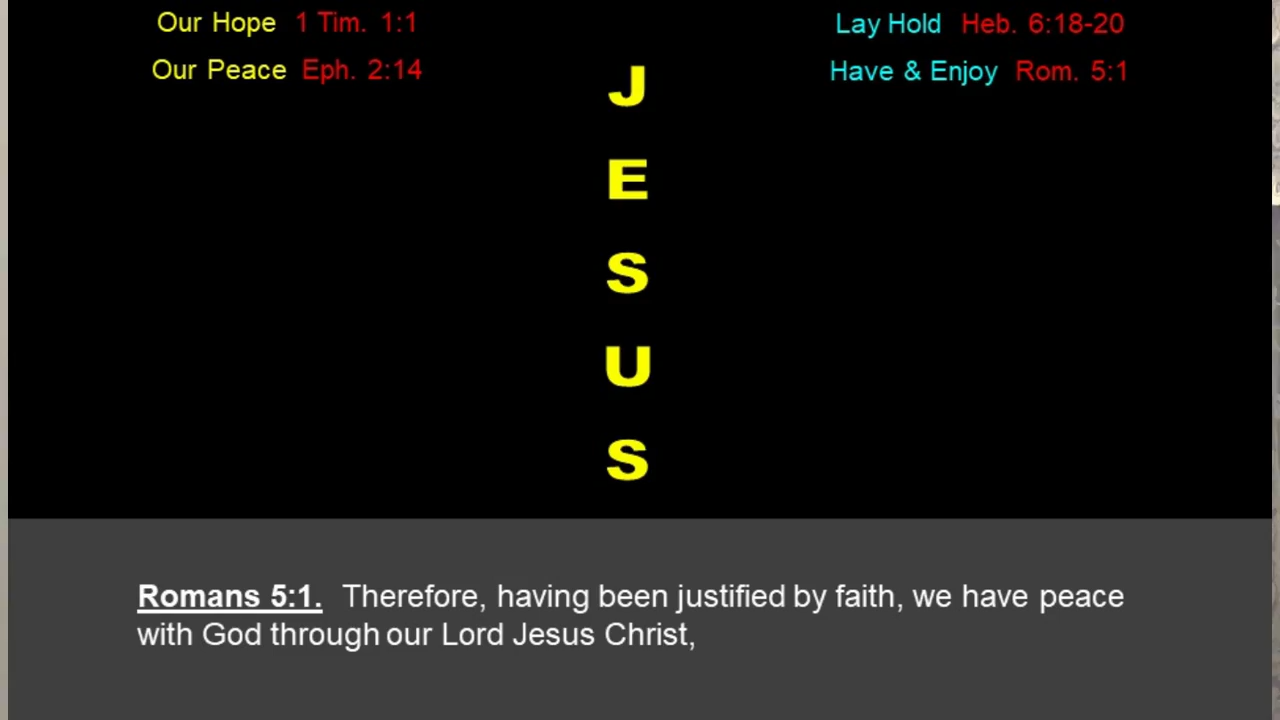 Our Hope 1 Tim. 1:1
Lay Hold Heb. 6:18-20
Our Peace Eph. 2:14
Have & Enjoy Rom. 5:1
J
E
S
U
S
Romans 5:1. Therefore, having been justified by faith, we have peace
with God through our Lord Jesus Christ,